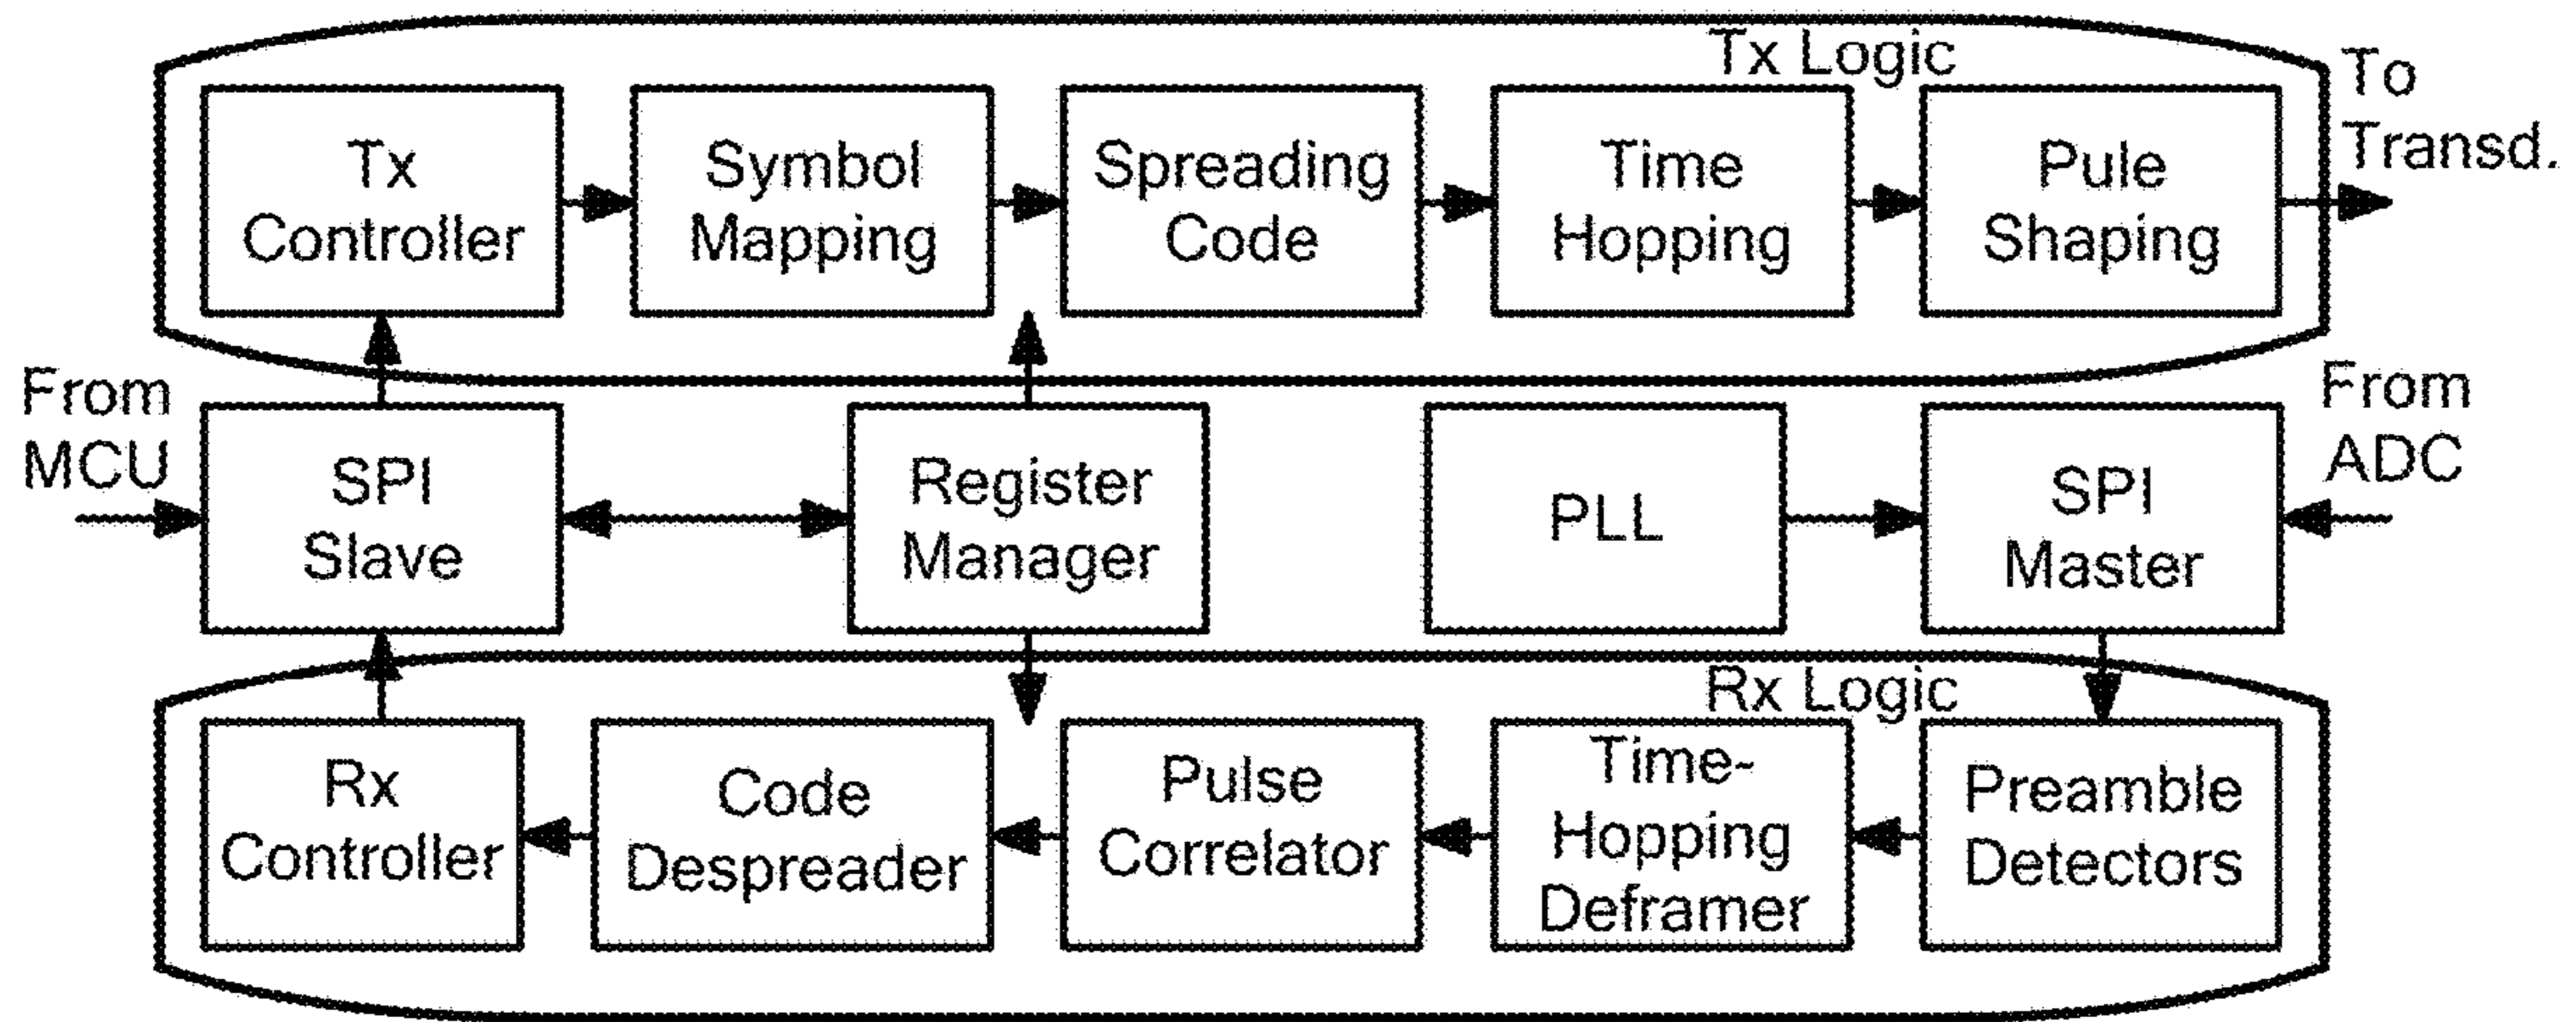 Tx Logic
To
Transd.
Tx
Controller
Symbol
Mapping
Spreading
Code
Time
Hopping
Pule
Shaping
From
MCU
SPI
Slave
Register
Manager
PLL
SPI
Master
From
ADC
Rx Logic
Rx
Controller
Code
Despreader
Pulse
Correlator
Time-
Hopping
Deframer
Preamble
Detectors